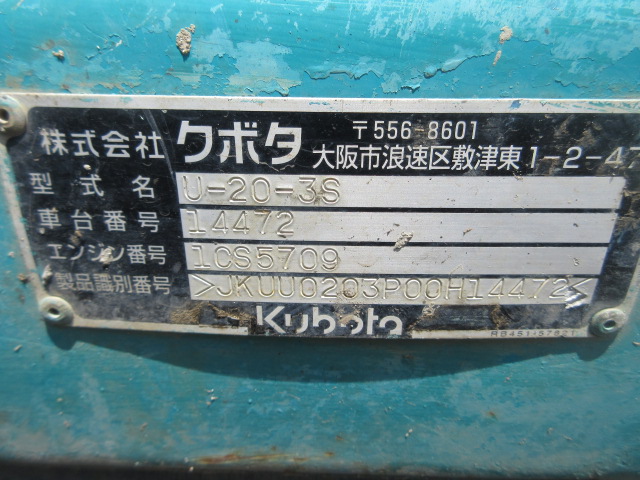 株式会社 クボタ 〒556-8601
大阪市浪速区敷津東1-2-47
型式名 U-20-3S
車台番号 14472
エンジン番号 1CS5709
製品識別番号 >JKUU0203P00H14472<
Kubota